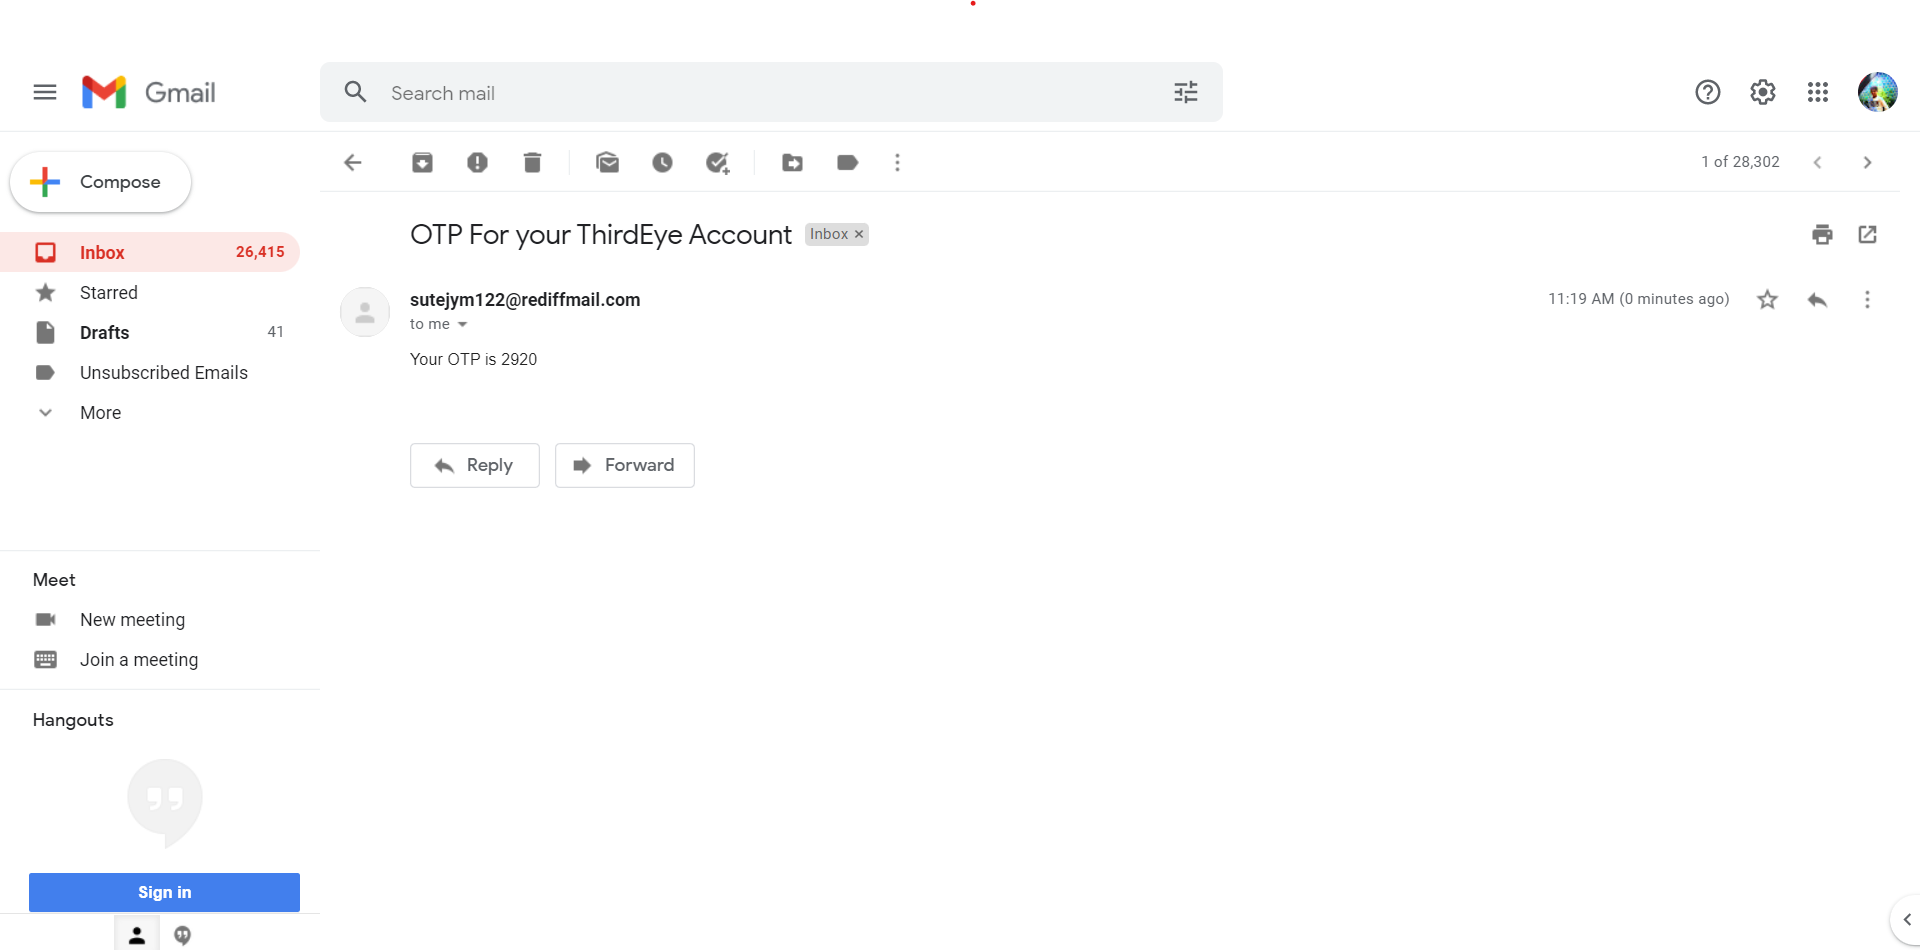 Gmail
Search mail
Compose
1 of 28,302
Inbox 26,415
Starred
Drafts 41
Unsubscribed Emails
More
OTP For your ThirdEye Account Inbox ×
sutejym122@rediffmail.com 11:19 AM (0 minutes ago)
to me
Your OTP is 2920
Reply Forward
Meet
New meeting
Join a meeting
Hangouts
Sign in